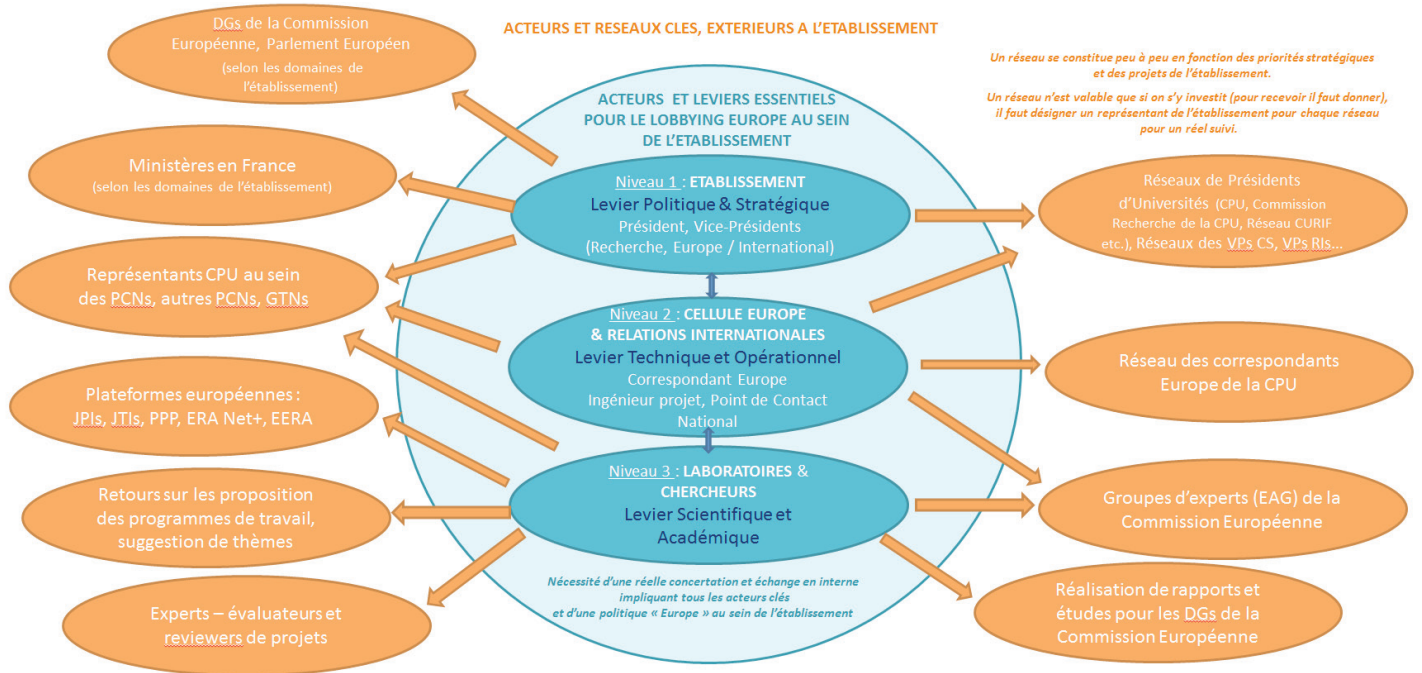 ACTEURS ET RESEAUX CLES, EXTERIEURS A L'ETABLISSEMENT
DGs de la Commission
Européenne, Parlement Européen
(selon les domaines de
l'établissement)
Ministères en France
(selon les domaines de l'établissement)
Représentants CPU au sein
des PCNs, autres PCNs, GTNs
Plateformes européennes :
JPIs, JTIs, PPP, ERA Net+, EERA
Retours sur les proposition
des programmes de travail,
suggestion de thèmes
Experts – évaluateurs et
reviewers de projets
ACTEURS ET LEVIERS ESSENTIELS
POUR LE LOBBYING EUROPE AU SEIN
DE L'ETABLISSEMENT
Niveau 1 : ETABLISSEMENT
Levier Politique & Stratégique
Président, Vice-Présidents
(Recherche, Europe / International)
Niveau 2 : CELLULE EUROPE
& RELATIONS INTERNATIONALES
Levier Technique et Opérationnel
Correspondant Europe
Ingénieur projet, Point de Contact
National
Niveau 3 : LABORATOIRES &
CHERCHEURS
Levier Scientifique et
Académique
Nécessité d'une réelle concertation et échange en interne
impliquant tous les acteurs clés
et d'une politique « Europe » au sein de l'établissement
Un réseau se constitue peu à peu en fonction des priorités stratégiques
et des projets de l'établissement.
Un réseau n'est valable que si on s'y investit (pour recevoir il faut donner),
il faut désigner un représentant de l'établissement pour chaque réseau
pour un réel suivi.
Réseaux de Présidents
d'Universités (CPU, Commission
Recherche de la CPU, Réseau CURIF
etc.), Réseaux des VPs CS, VPs RIs...
Réseau des correspondants
Europe de la CPU
Groupes d'experts (EAG) de la
Commission Européenne
Réalisation de rapports et
études pour les DGs de la
Commission Européenne